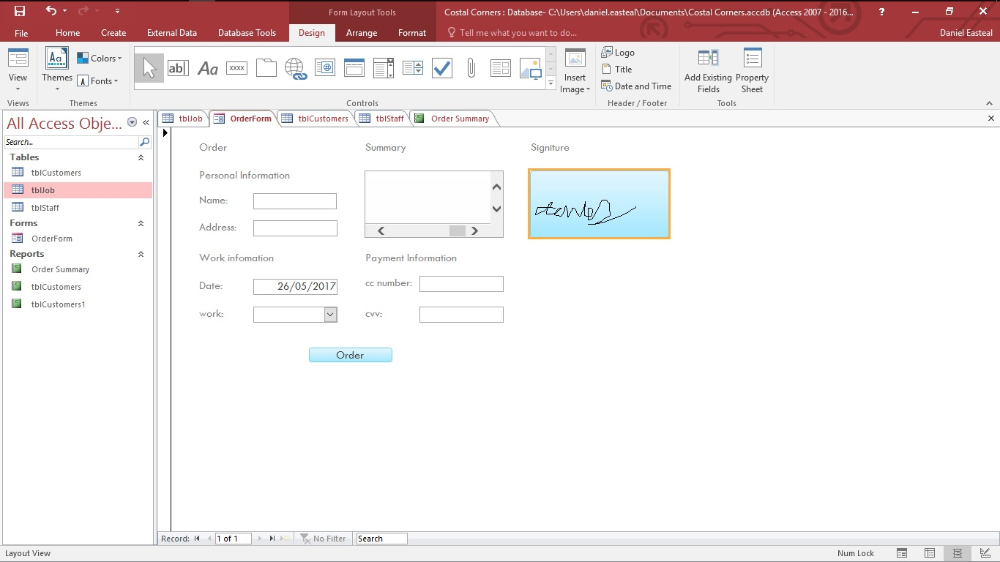 Form Layout Tools
Costal Corners : Database- C:\Users\daniel.easteal\Documents\Costal Corners.accdb (Access 2007 - 2016...
?
File Home Create External Data Database Tools Design Arrange Format Tell me what you want to do... Daniel Easteal
View
Views
Themes
Colors
Fonts
Themes
ab
Aa
xxxx
Controls
Insert
Image
Logo
Title
Date and Time
Header / Footer
Add Existing
Fields
Property
Sheet
Tools
All Access Obje...
Search...
Tables
tblCustomers
tblJob
tblStaff
Forms
OrderForm
Reports
Order Summary
tblCustomers
tblCustomers1
tblJob OrderForm tblCustomers tblStaff Order Summary
Order
Personal Information
Name:
Address:
Work infomation
Date: 26/05/2017
work:
Summary
Payment Information
cc number:
cvv:
Signiture
Order
Record: 1 of 1 No Filter Search
Layout View
Num Lock